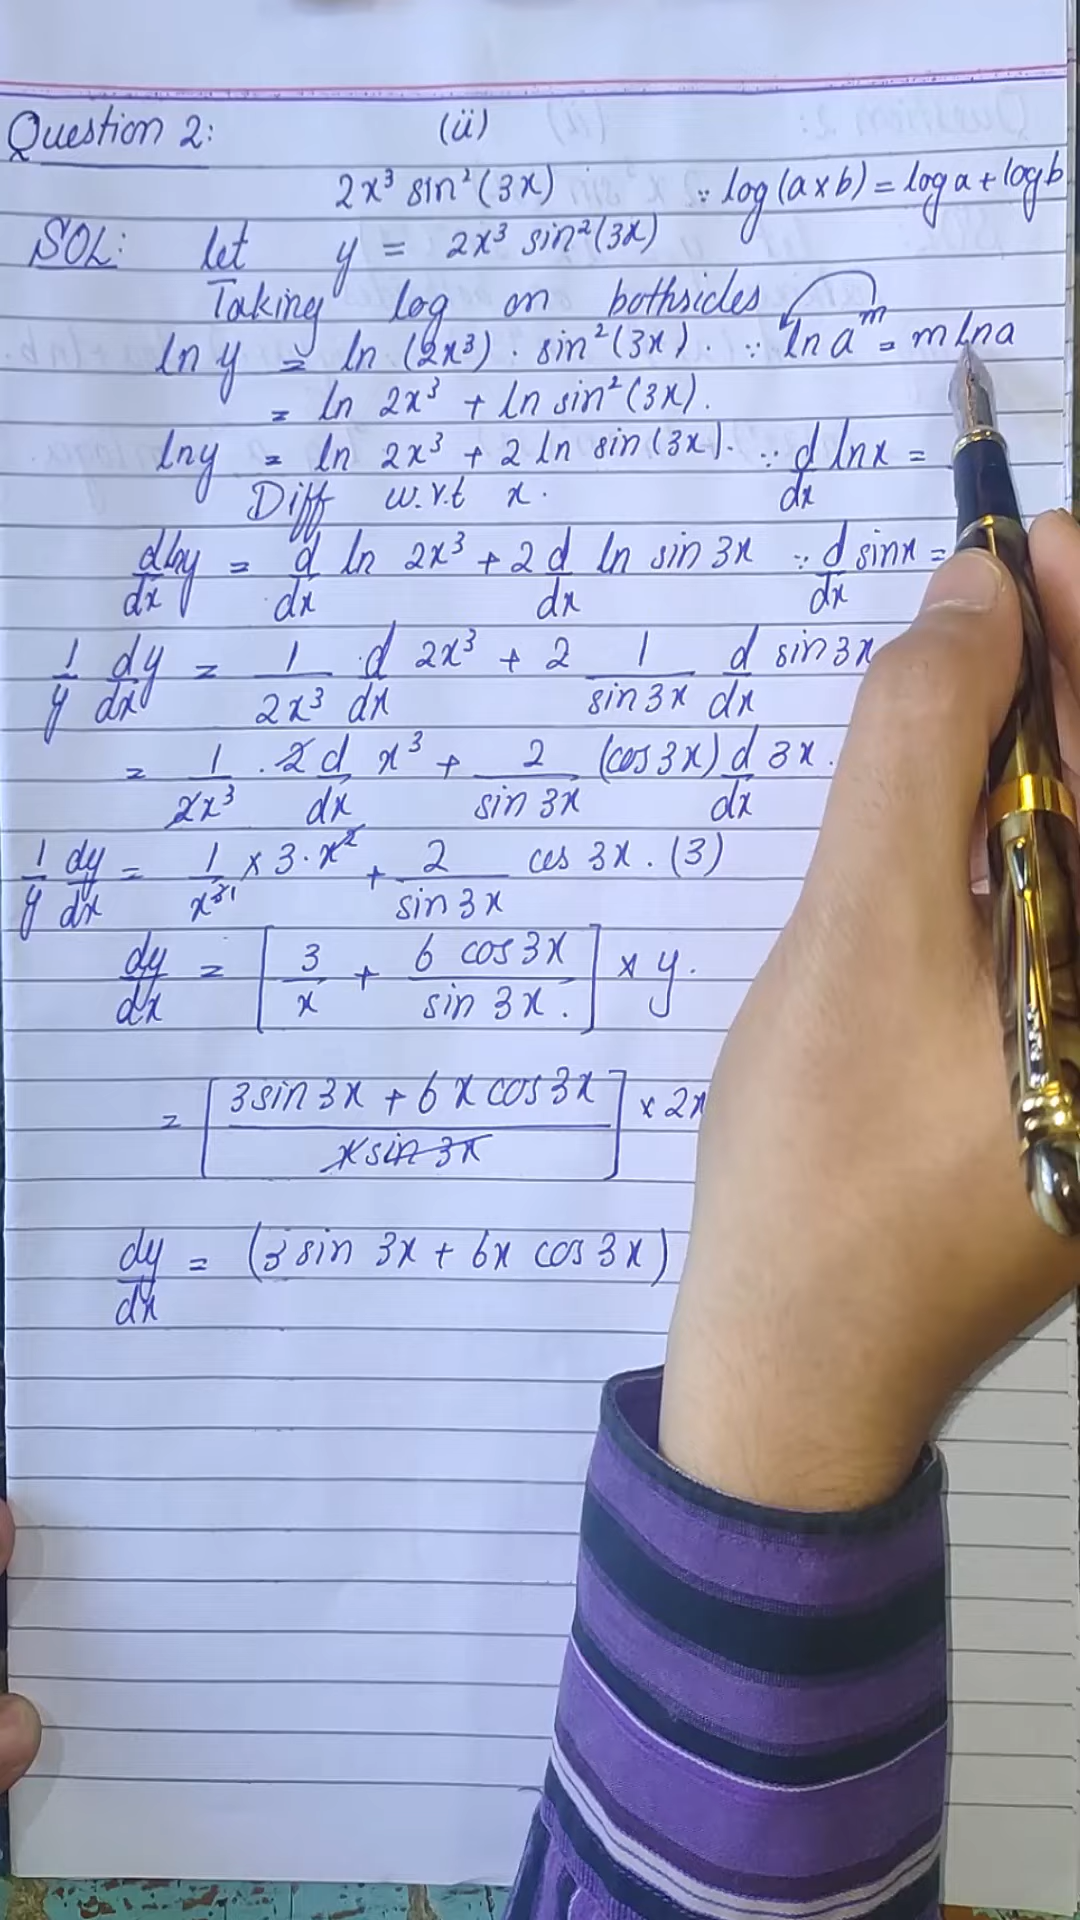 Question 2: (ii)
2x³ sin²(3x) ∵ log(a×b) = log a + log b
SOL: let y = 2x³ sin²(3x)
Taking log on bothsides
ln y = ln (2x³) · sin²(3x) · ∵ ln aᵐ = m ln a
= ln 2x³ + ln sin²(3x).
ln y = ln 2x³ + 2 ln sin(3x). ∵ d/dx ln x =
Diff w.r.t x.
d ln y/dx = d/dx ln 2x³ + 2 d/dx ln sin 3x ∵ d/dx sin x =
1/y dy/dx = 1/2x³ · d/dx 2x³ + 2 1/sin 3x d/dx sin 3x
= 1/2x³ · 2 d/dx x³ + 2/sin 3x (cos 3x) d/dx 3x.
1/y dy/dx = 1/x³ × 3 · x² + 2/sin 3x cos 3x · (3)
dy/dx = [3/x + 6 cos 3x/sin 3x.] × y.
= [3 sin 3x + 6x cos 3x/x sin 3x] × 2x
dy/dx = (3 sin 3x + 6x cos 3x)